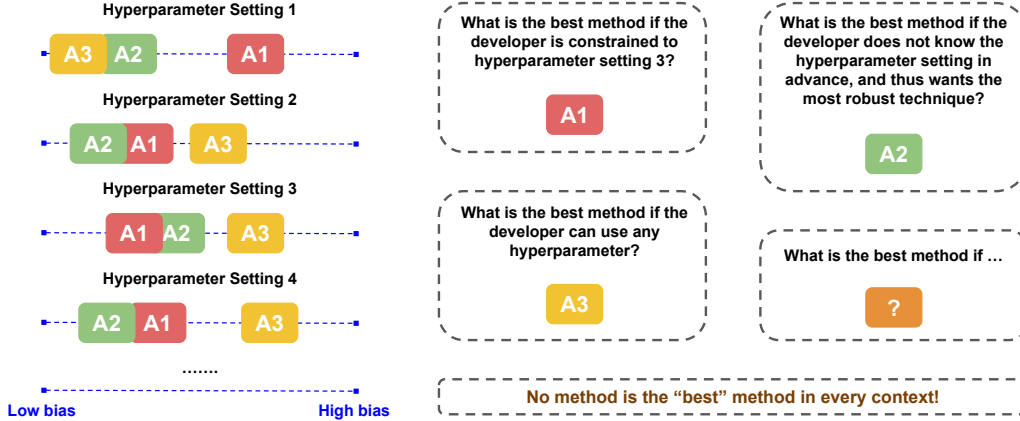 Hyperparameter Setting 1
A3 A2 A1
Hyperparameter Setting 2
A2 A1 A3
Hyperparameter Setting 3
A1 A2 A3
Hyperparameter Setting 4
A2 A1 A3
.......
Low bias High bias
What is the best method if the
developer is constrained to
hyperparameter setting 3?
A1
What is the best method if the
developer does not know the
hyperparameter setting in
advance, and thus wants the
most robust technique?
A2
What is the best method if the
developer can use any
hyperparameter?
A3
What is the best method if ...
?
No method is the “best” method in every context!